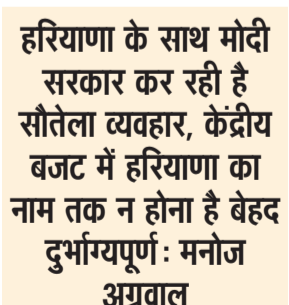 हरियाणा के साथ मोदी
सरकार कर रही है
सौतेला व्यवहार, केंद्रीय
बजट में हरियाणा का
नाम तक न होना है बेहद
दुर्भाग्यपूर्ण : मनोज
अग्रवाल